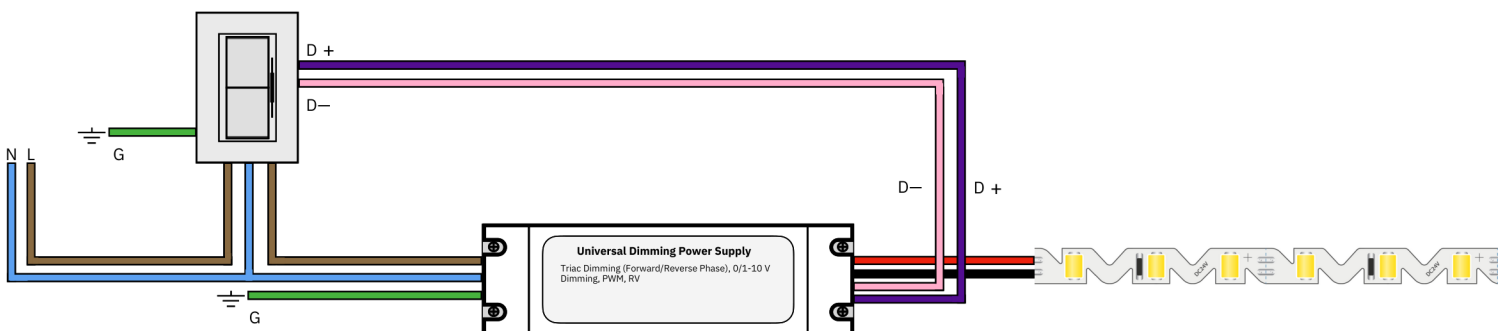 D +
D—
G
N L
D—
D +
Universal Dimming Power Supply
Triac Dimming (Forward/Reverse Phase), 0/1-10 V
Dimming, PWM, RV
G
DC24V
+
DC24V
+